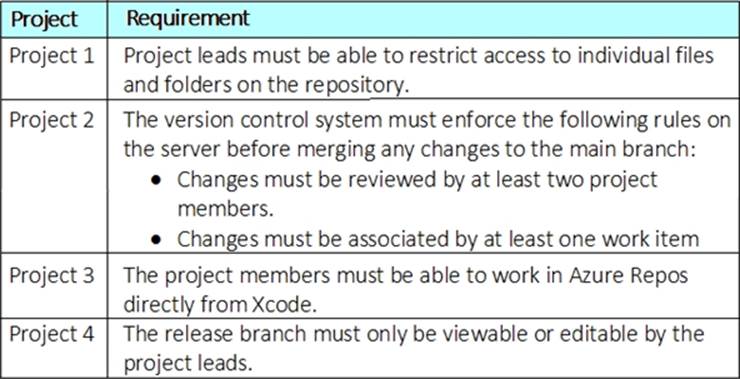 Project Requirement
Project 1 Project leads must be able to restrict access to individual files
and folders on the repository.
Project 2 The version control system must enforce the following rules on
the server before merging any changes to the main branch:
● Changes must be reviewed by at least two project
members.
● Changes must be associated by at least one work item
Project 3 The project members must be able to work in Azure Repos
directly from Xcode.
Project 4 The release branch must only be viewable or editable by the
project leads.